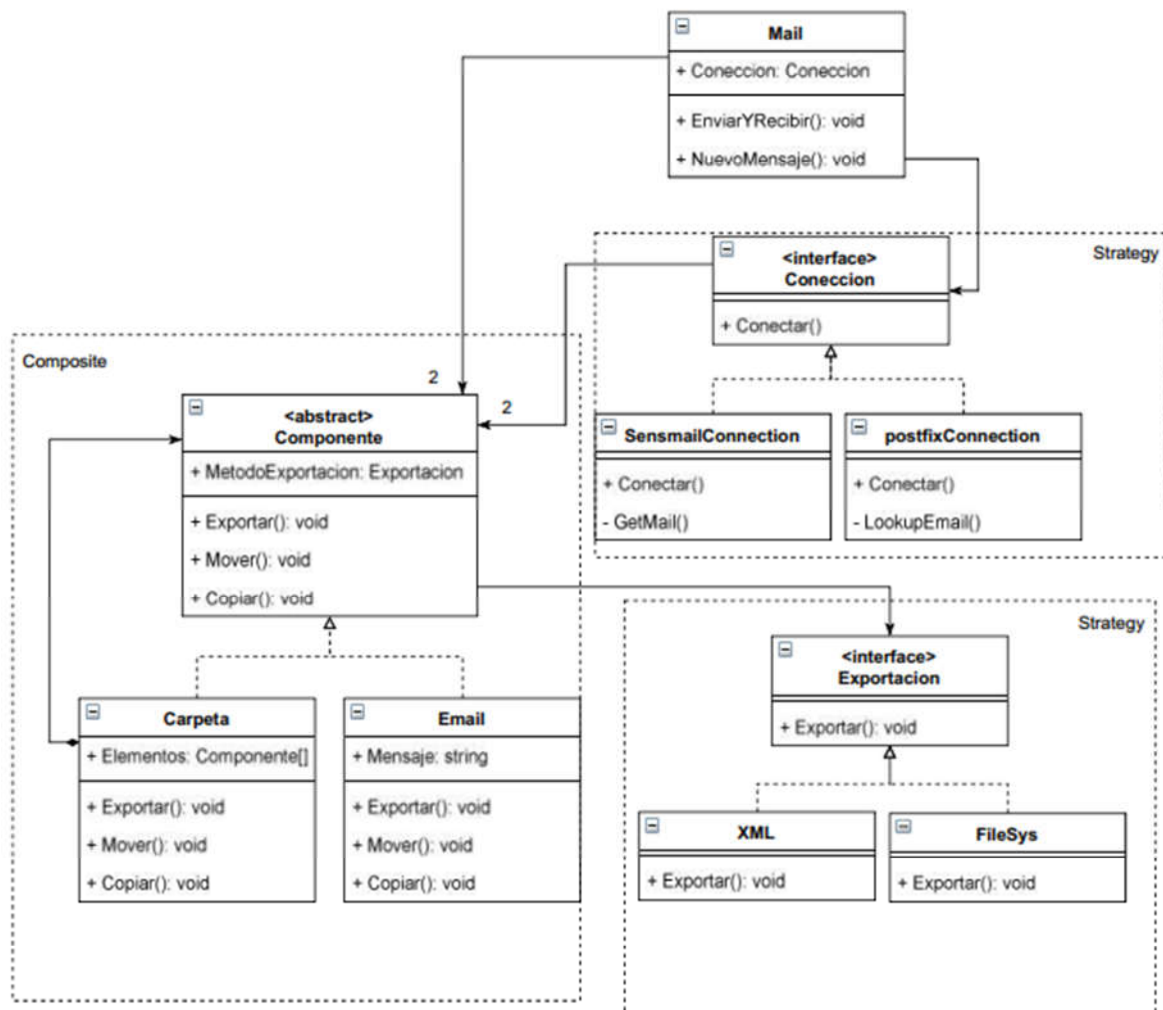 Mail
+ Coneccion: Coneccion
+ EnviarYRecibir(): void
+ NuevoMensaje(): void
Strategy
<interface>
Coneccion
+ Conectar()
SensmailConnection
+ Conectar()
- GetMail()
postfixConnection
+ Conectar()
- LookupEmail()
Composite
2
2
<abstract>
Componente
+ MetodoExportacion: Exportacion
+ Exportar(): void
+ Mover(): void
+ Copiar(): void
Carpeta
+ Elementos: Componente[]
+ Exportar(): void
+ Mover(): void
+ Copiar(): void
Email
+ Mensaje: string
+ Exportar(): void
+ Mover(): void
+ Copiar(): void
Strategy
<interface>
Exportacion
+ Exportar(): void
XML
+ Exportar(): void
FileSys
+ Exportar(): void